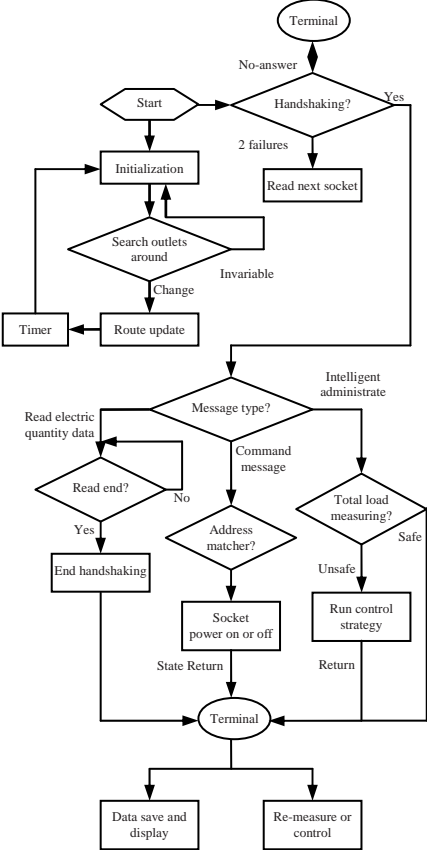 Terminal
No-answer
Start
Handshaking?
Yes
2 failures
Initialization
Read next socket
Search outlets
around
Invariable
Change
Timer
Route update
Intelligent
administrate
Message type?
Read electric
quantity data
Command
message
Read end?
No
Total load
measuring?
Yes
Address
matcher?
Safe
End handshaking
Unsafe
Socket
power on or off
Run control
strategy
State Return
Return
Terminal
Data save and
display
Re-measure or
control